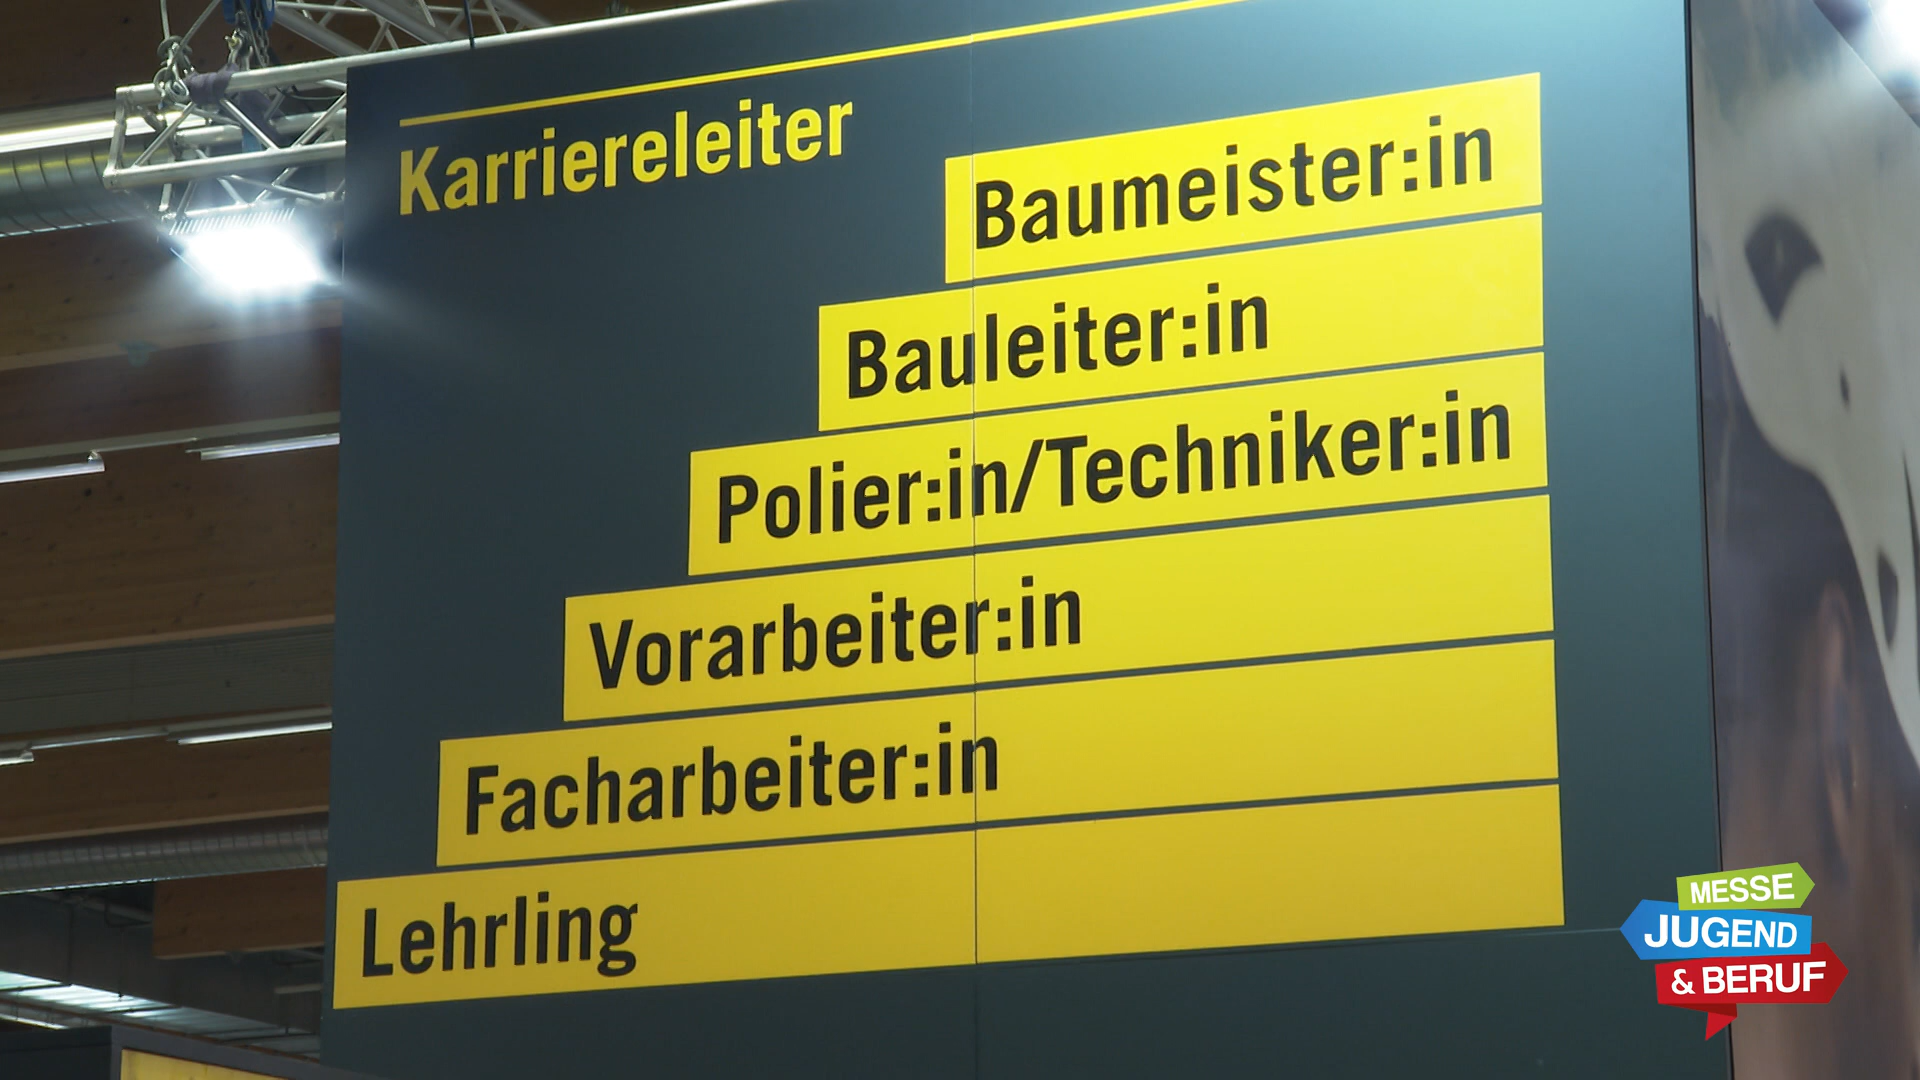 Karriereleiter
Baumeister:in
Bauleiter:in
Polier:in/Techniker:in
Vorarbeiter:in
Facharbeiter:in
Lehrling
MESSE
JUGEND
& BERUF